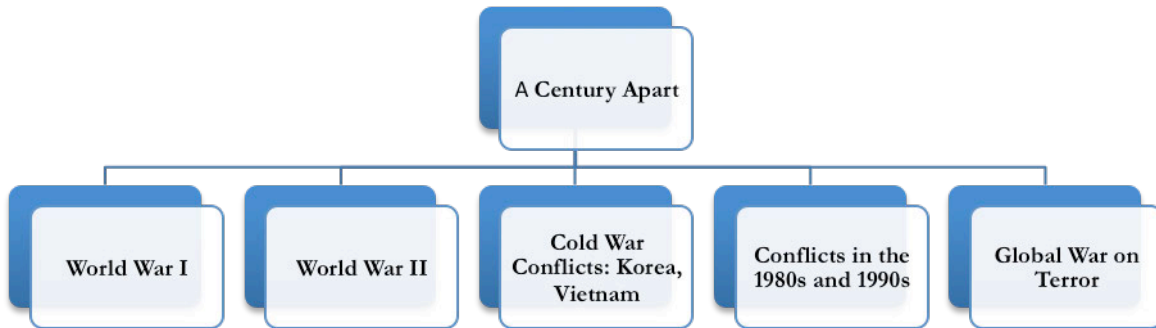 A Century Apart
World War I
World War II
Cold War
Conflicts: Korea,
Vietnam
Conflicts in the
1980s and 1990s
Global War on
Terror